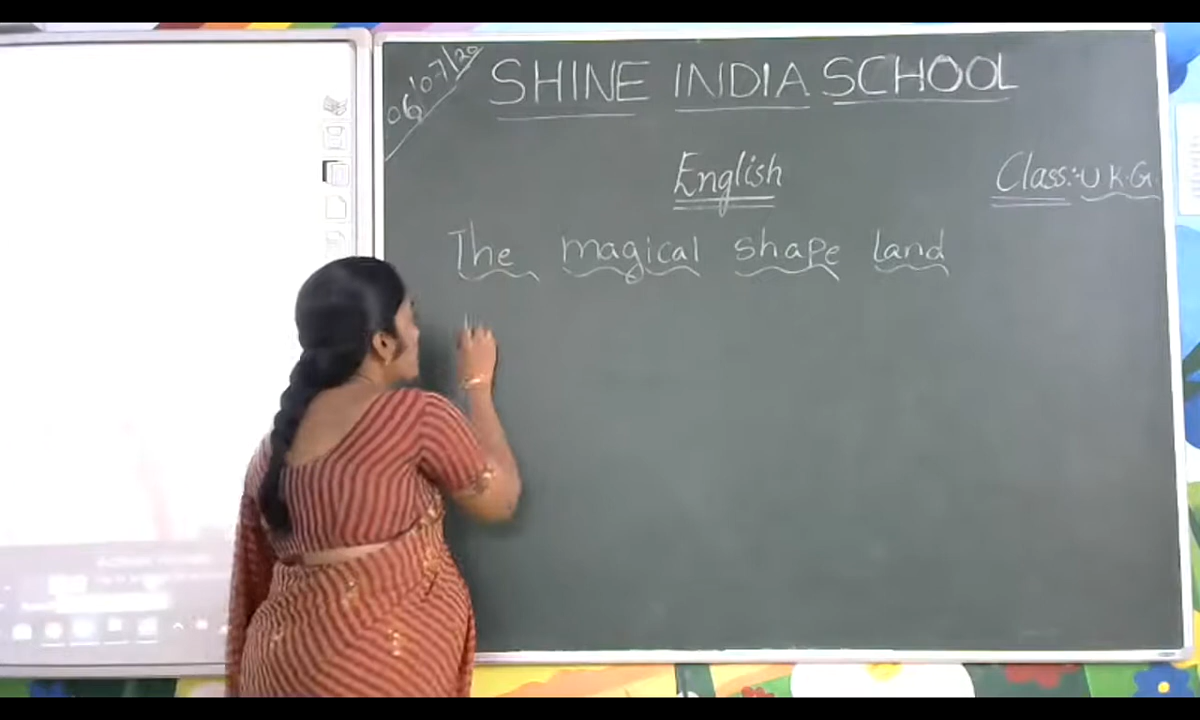 06/07/20
SHINE INDIA SCHOOL
English
Class:- U K.G.
The magical shape land